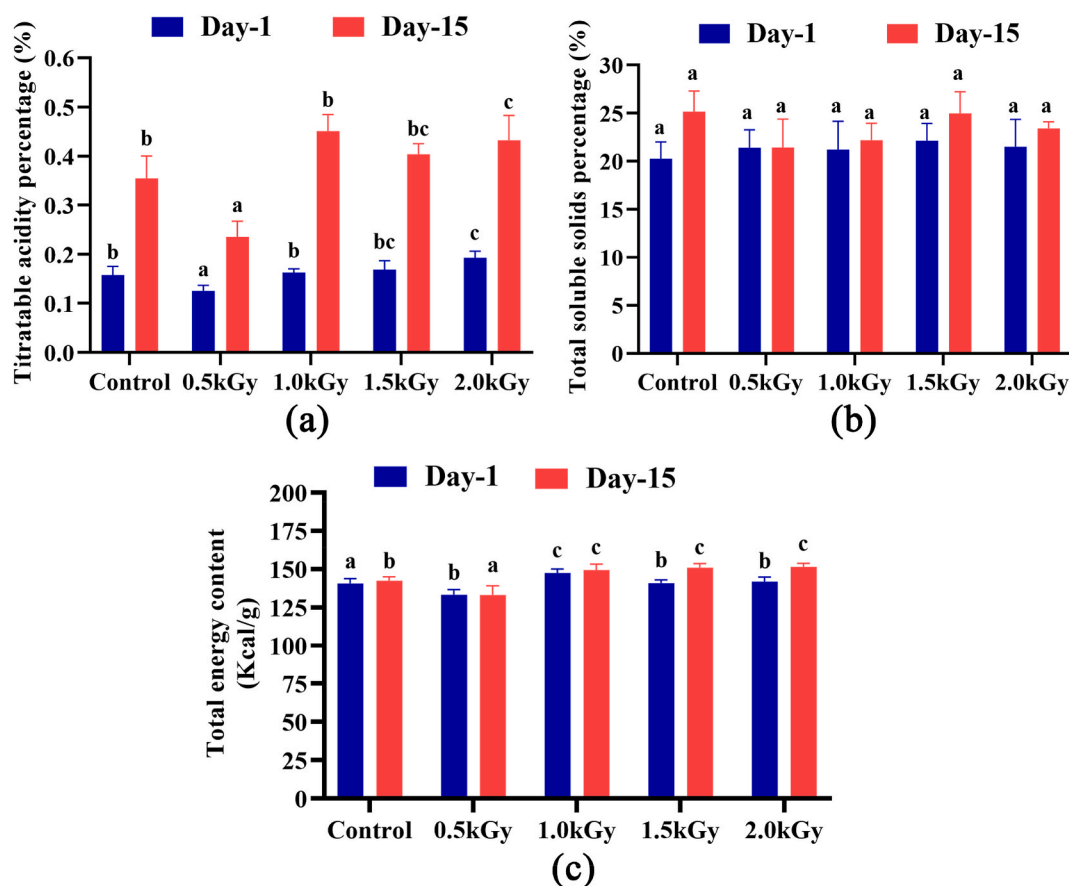 Day-1 Day-15
Titratable acidity percentage (%)
0.6
0.5
0.4
0.3
0.2
0.1
0.0
b b a a b b bc bc c c
Control 0.5kGy 1.0kGy 1.5kGy 2.0kGy
(a)
Day-1 Day-15
Total soluble solids percentage (%)
30
25
20
15
10
5
0
a a a a a a a a a a
Control 0.5kGy 1.0kGy 1.5kGy 2.0kGy
(b)
Day-1 Day-15
Total energy content
(Kcal/g)
200
175
150
125
100
75
50
25
0
a b b a c c b c b c
Control 0.5kGy 1.0kGy 1.5kGy 2.0kGy
(c)